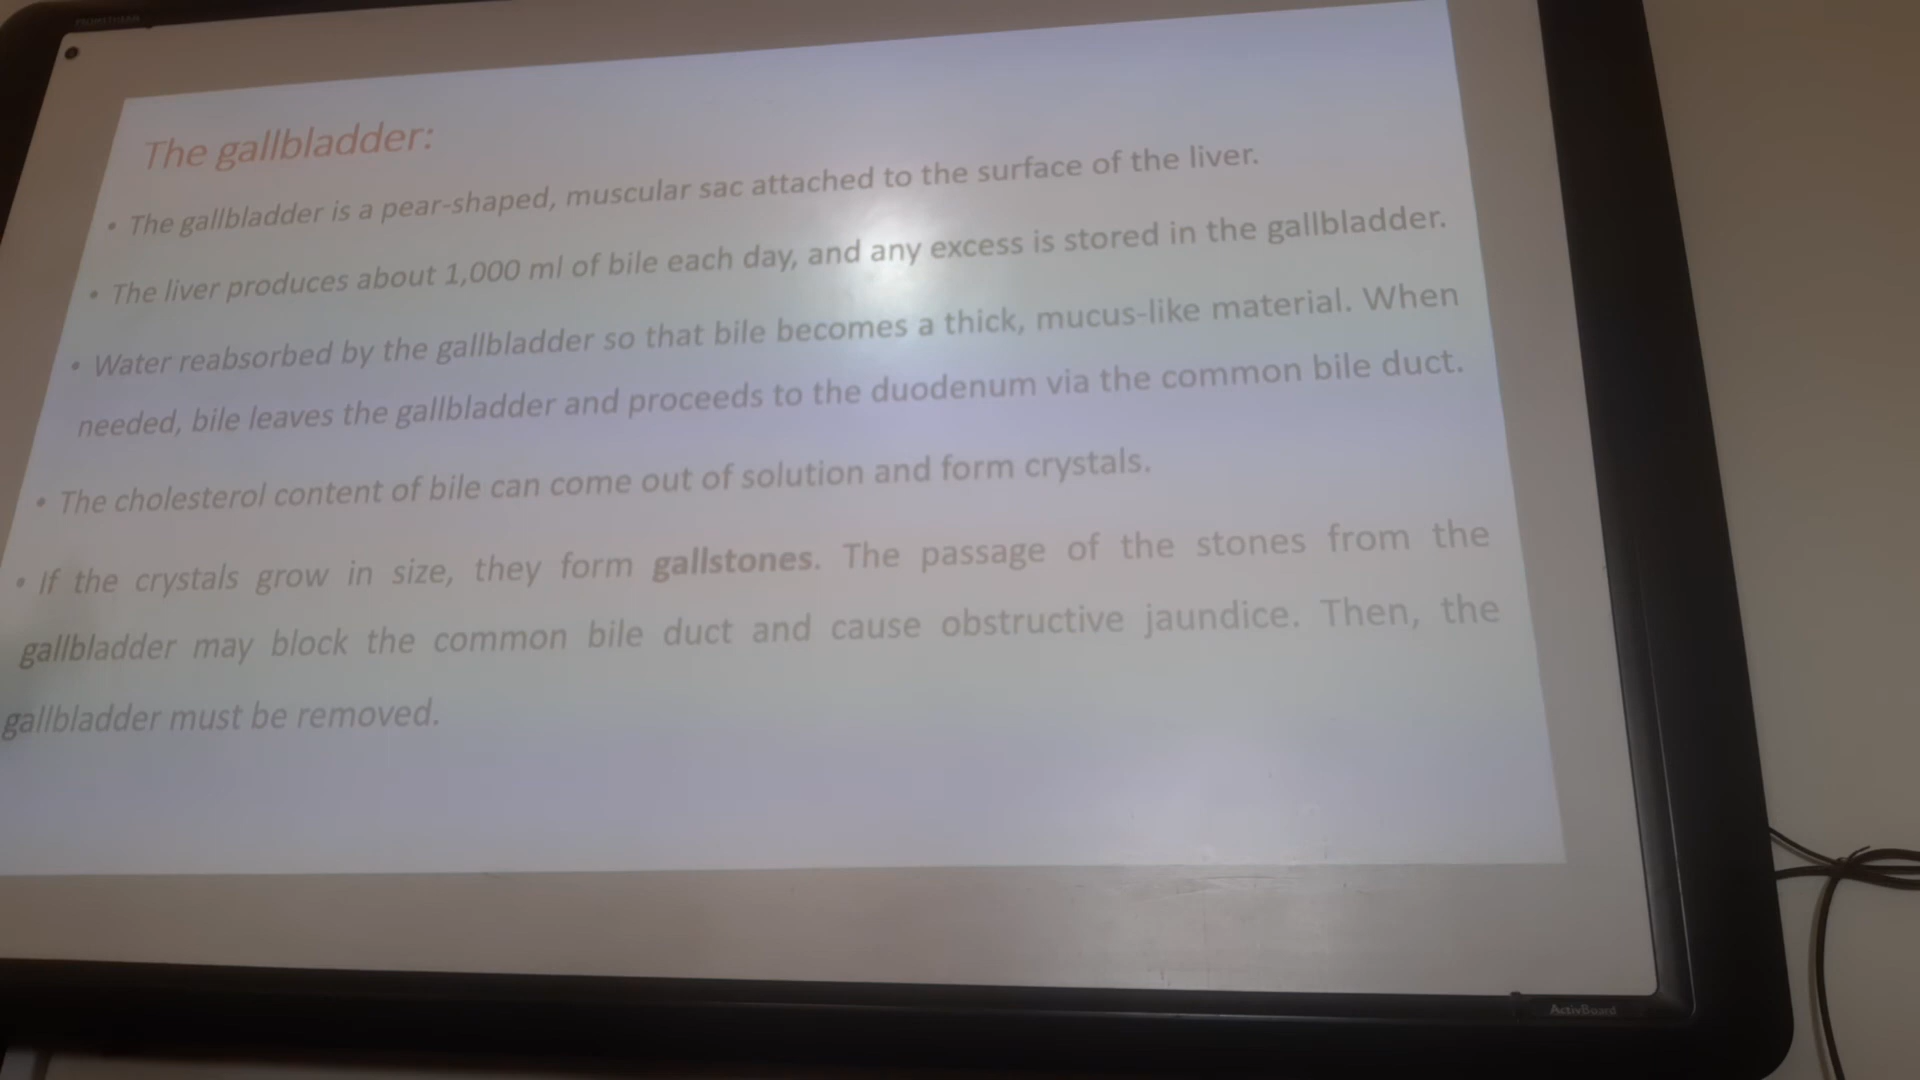 PROMETHEAN
The gallbladder:
• The gallbladder is a pear-shaped, muscular sac attached to the surface of the liver.
• The liver produces about 1,000 ml of bile each day, and any excess is stored in the gallbladder.
• Water reabsorbed by the gallbladder so that bile becomes a thick, mucus-like material. When
needed, bile leaves the gallbladder and proceeds to the duodenum via the common bile duct.
• The cholesterol content of bile can come out of solution and form crystals.
• If the crystals grow in size, they form gallstones. The passage of the stones from the
gallbladder may block the common bile duct and cause obstructive jaundice. Then, the
gallbladder must be removed.
ActivBoard